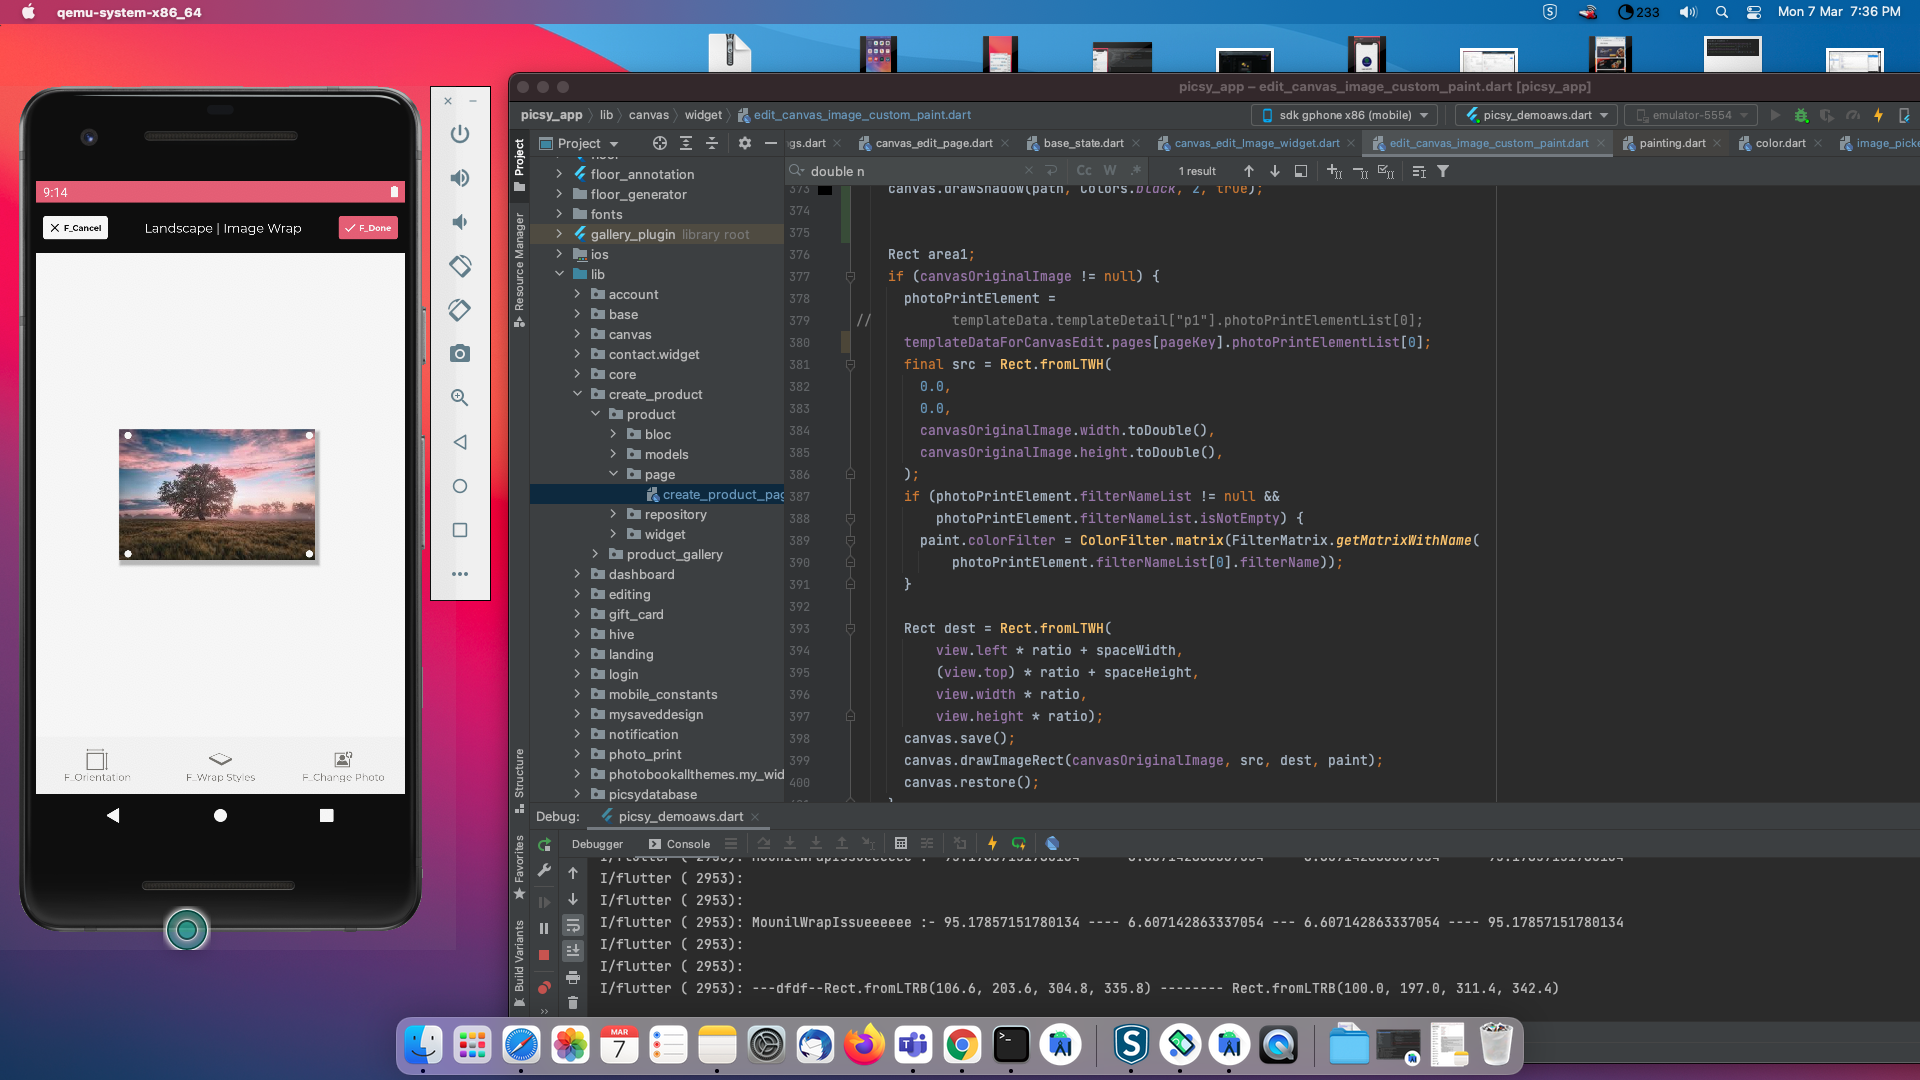 qemu-system-x86_64
233
Mon 7 Mar 7:36 PM
9:14
F_Cancel
Landscape | Image Wrap
F_Done
F_Orientation
F_Wrap Styles
F_Change Photo
picsy_app – edit_canvas_image_custom_paint.dart [picsy_app]
picsy_app
lib
canvas
widget
edit_canvas_image_custom_paint.dart
sdk gphone x86 (mobile)
picsy_demoaws.dart
emulator-5554
Project
gs.dart
canvas_edit_page.dart
base_state.dart
canvas_edit_Image_widget.dart
edit_canvas_image_custom_paint.dart
painting.dart
color.dart
image_picke
double n
Cc
W
1 result
Project
Resource Manager
Structure
Favorites
Build Variants
floor_annotation
floor_generator
fonts
gallery_plugin library root
ios
lib
account
base
canvas
contact.widget
core
create_product
product
bloc
models
page
create_product_pag
repository
widget
product_gallery
dashboard
editing
gift_card
hive
landing
login
mobile_constants
mysaveddesign
notification
photo_print
photobookallthemes.my_wid
picsydatabase
373 canvas.drawShadow(path, Colors.black, 2, true);
374
375
376 Rect area1;
377 if (canvasOriginalImage != null) {
378 photoPrintElement =
379 // templateData.templateDetail["p1"].photoPrintElementList[0];
380 templateDataForCanvasEdit.pages[pageKey].photoPrintElementList[0];
381 final src = Rect.fromLTWH(
382 0.0,
383 0.0,
384 canvasOriginalImage.width.toDouble(),
385 canvasOriginalImage.height.toDouble(),
386 );
387 if (photoPrintElement.filterNameList != null &&
388 photoPrintElement.filterNameList.isNotEmpty) {
389 paint.colorFilter = ColorFilter.matrix(FilterMatrix.getMatrixWithName(
390 photoPrintElement.filterNameList[0].filterName));
391 }
392
393 Rect dest = Rect.fromLTWH(
394 view.left * ratio + spaceWidth,
395 (view.top) * ratio + spaceHeight,
396 view.width * ratio,
397 view.height * ratio);
398 canvas.save();
399 canvas.drawImageRect(canvasOriginalImage, src, dest, paint);
400 canvas.restore();
Debug:
picsy_demoaws.dart
Debugger
Console
I/flutter ( 2953): MounilWrapIssueeeeee :- 95.17857151780134 ---- 6.607142863337054 --- 6.607142863337054 ---- 95.17857151780134
I/flutter ( 2953):
I/flutter ( 2953):
I/flutter ( 2953): MounilWrapIssueeeeee :- 95.17857151780134 ---- 6.607142863337054 --- 6.607142863337054 ---- 95.17857151780134
I/flutter ( 2953):
I/flutter ( 2953):
I/flutter ( 2953): ---dfdf--Rect.fromLTRB(106.6, 203.6, 304.8, 335.8) -------- Rect.fromLTRB(100.0, 197.0, 311.4, 342.4)
MAR
7